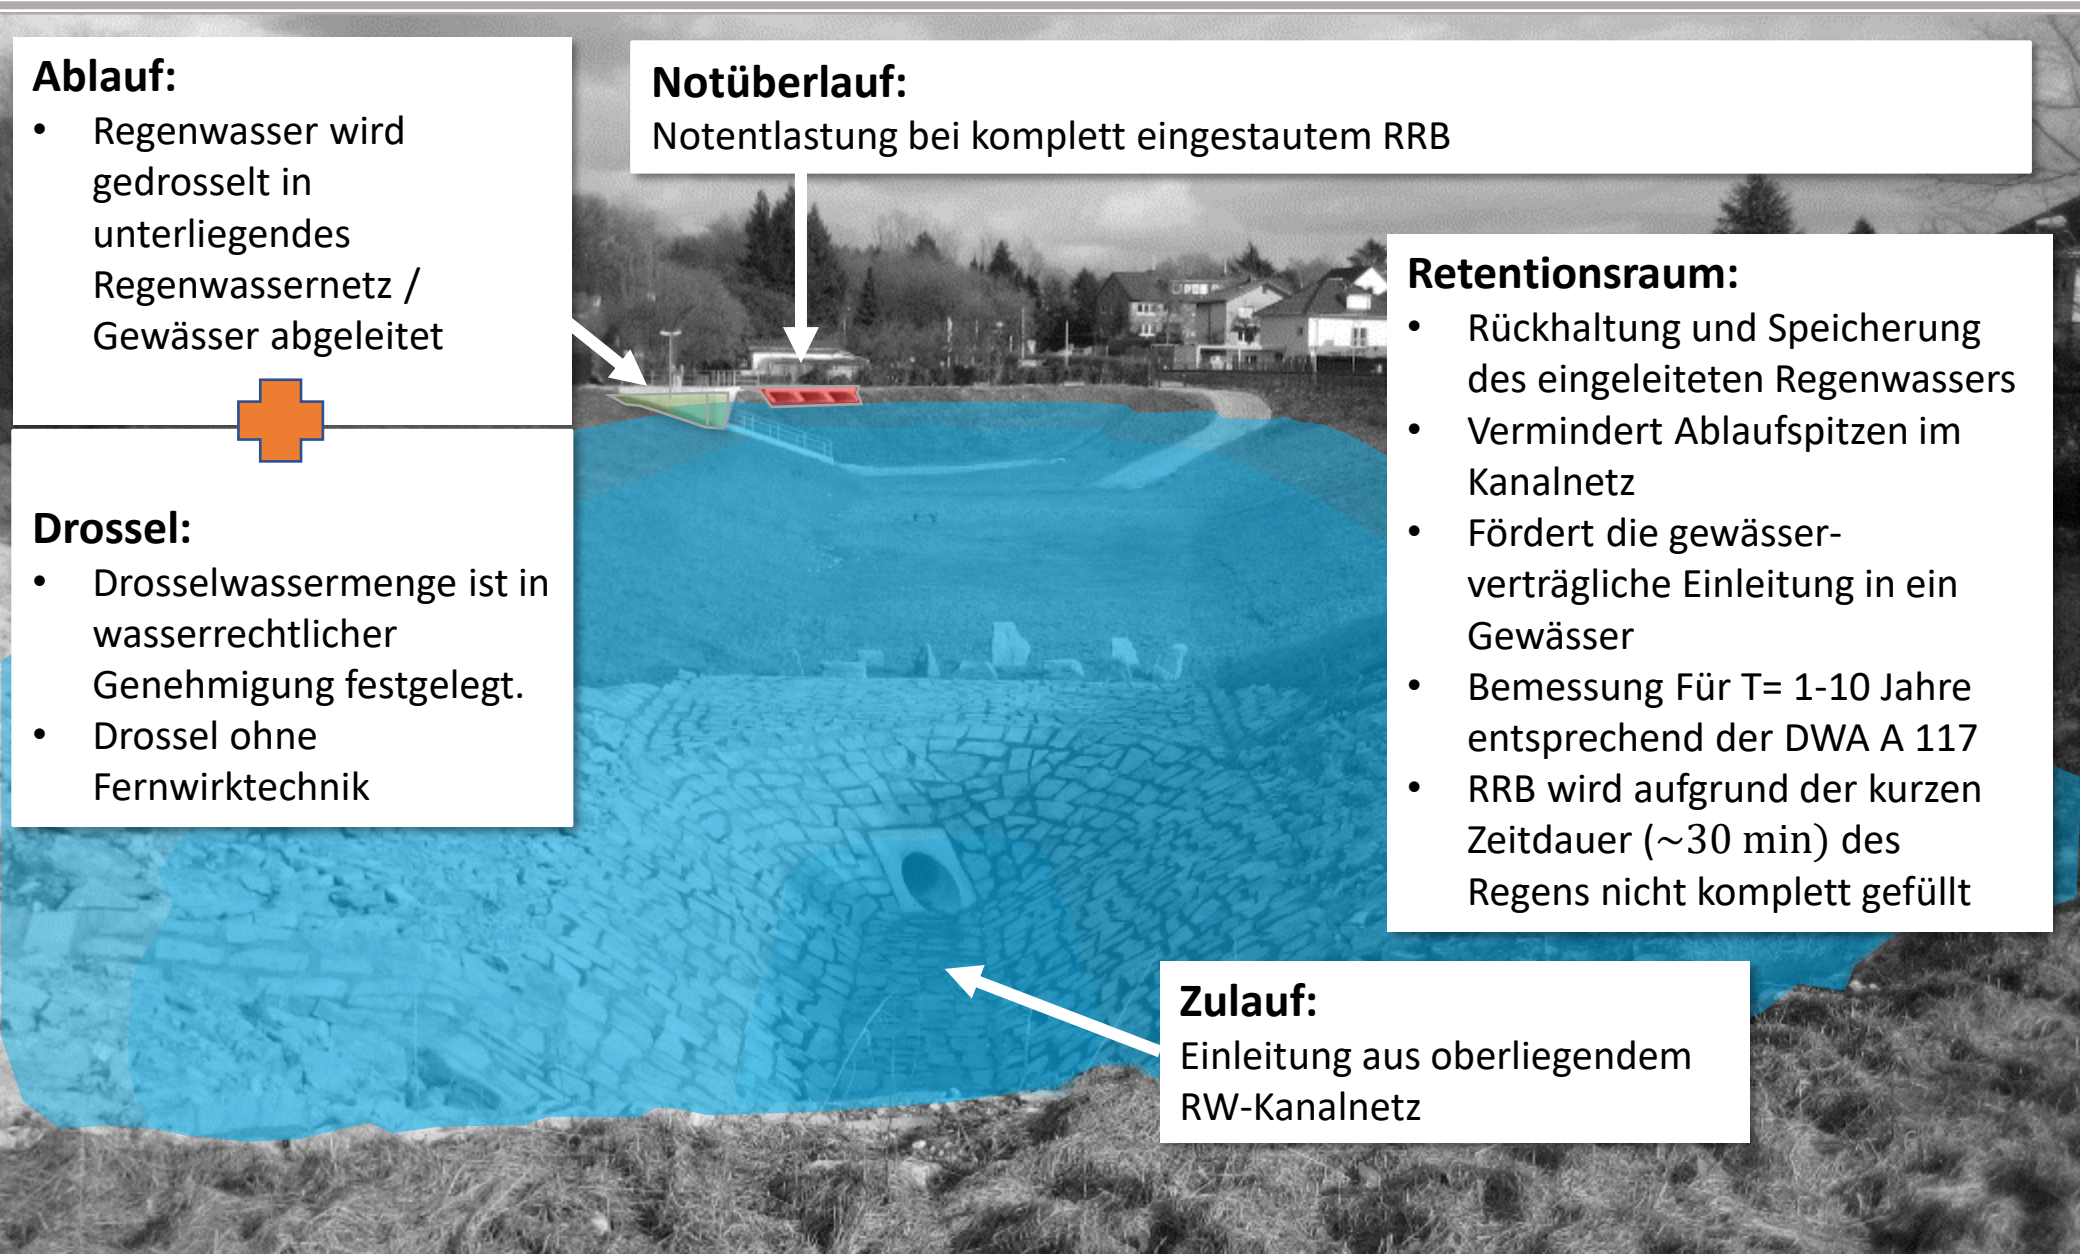 Ablauf:
• Regenwasser wird
gedrosselt in
unterliegendes
Regenwassernetz /
Gewässer abgeleitet
Drossel:
• Drosselwassermenge ist in
wasserrechtlicher
Genehmigung festgelegt.
• Drossel ohne
Fernwirktechnik
Notüberlauf:
Notentlastung bei komplett eingestautem RRB
Retentionsraum:
• Rückhaltung und Speicherung
des eingeleiteten Regenwassers
• Vermindert Ablaufspitzen im
Kanalnetz
• Fördert die gewässer-
verträgliche Einleitung in ein
Gewässer
• Bemessung Für T= 1-10 Jahre
entsprechend der DWA A 117
• RRB wird aufgrund der kurzen
Zeitdauer (~30 min) des
Regens nicht komplett gefüllt
Zulauf:
Einleitung aus oberliegendem
RW-Kanalnetz